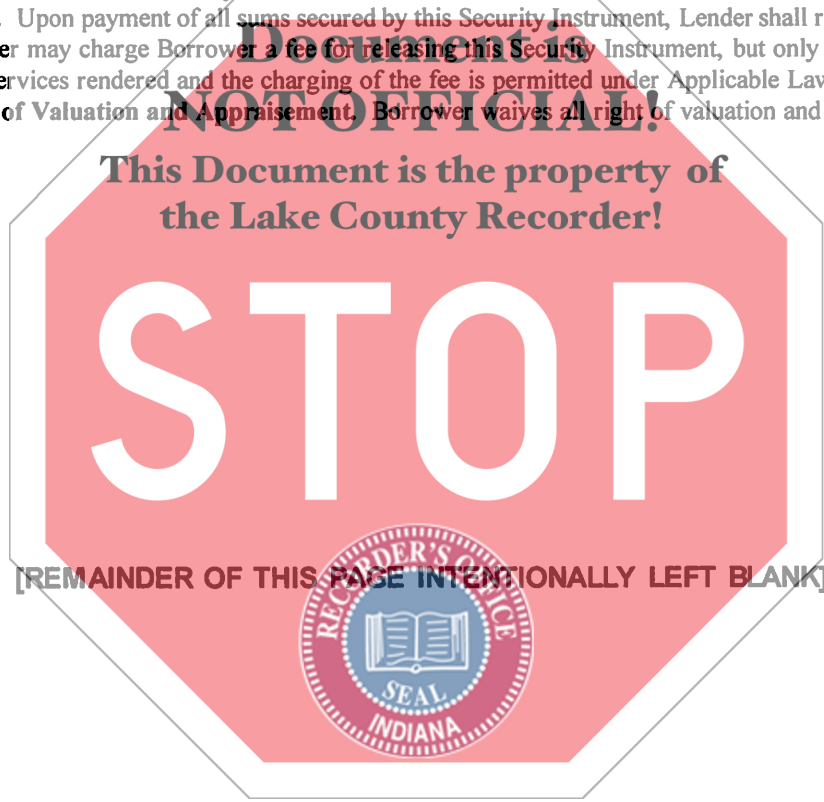 . Upon payment of all sums secured by this Security Instrument, Lender shall r
er may charge Borrower a fee for releasing this Security Instrument, but only
ervices rendered and the charging of the fee is permitted under Applicable Law
of Valuation and Appraisement. Borrower waives all right of valuation and
Document is
NOT OFFICIAL!
This Document is the property of
the Lake County Recorder!
STOP
[REMAINDER OF THIS PAGE INTENTIONALLY LEFT BLANK]
RECORDER'S OFFICE
SEAL
INDIANA